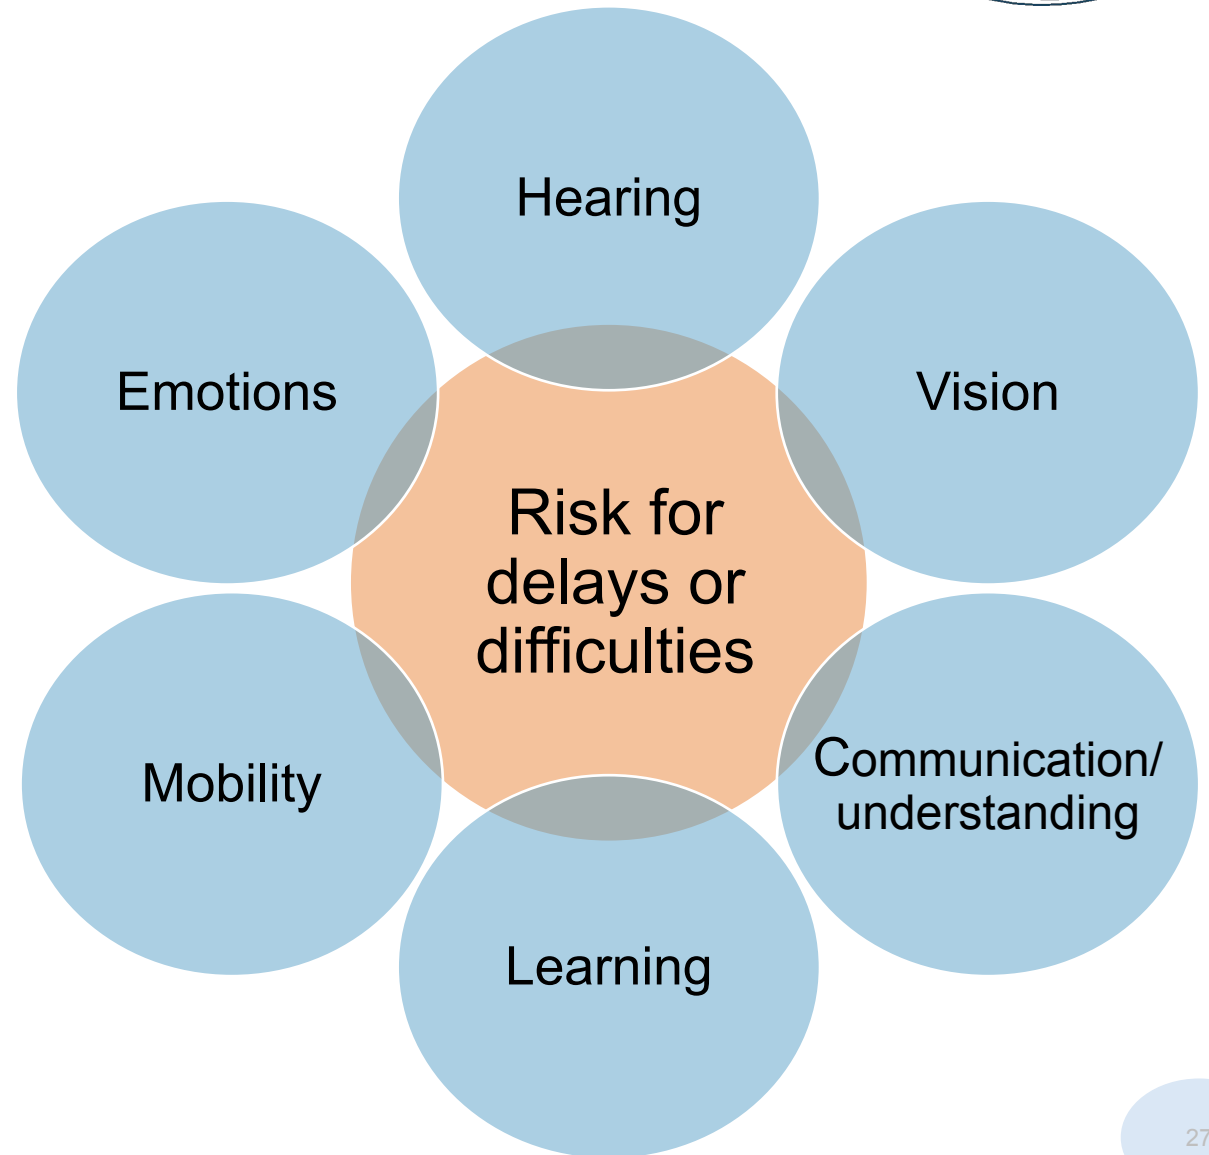 Hearing
Emotions
Vision
Risk for
delays or
difficulties
Mobility
Communication/
understanding
Learning
27